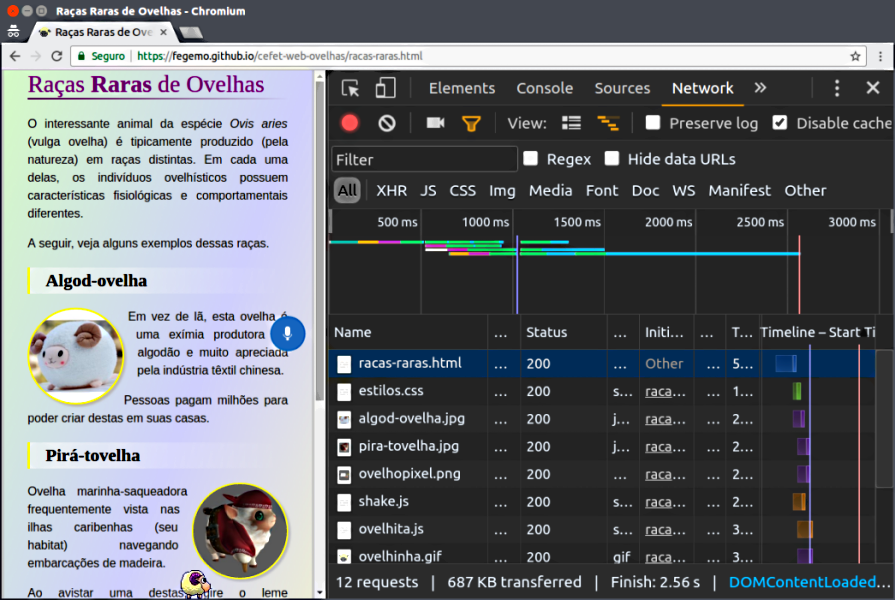 Raças Raras de Ovelhas - Chromium
Raças Raras de Ove
Seguro | https://fegemo.github.io/cefet-web-ovelhas/racas-raras.html
Raças Raras de Ovelhas
O interessante animal da espécie Ovis aries
(vulga ovelha) é tipicamente produzido (pela
natureza) em raças distintas. Em cada uma
delas, os indivíduos ovelhísticos possuem
características fisiológicas e comportamentais
diferentes.
A seguir, veja alguns exemplos dessas raças.
Algod-ovelha
Em vez de lã, esta ovelha é
uma exímia produtora
algodão e muito apreciada
pela indústria têxtil chinesa.
Pessoas pagam milhões para
poder criar destas em suas casas.
Pirá-tovelha
Ovelha marinha-saqueadora
frequentemente vista nas
ilhas caribenhas (seu
habitat) navegando
embarcações de madeira.
Ao avistar uma destas, o leme
Elements Console Sources Network »
View: Preserve log Disable cache
Filter Regex Hide data URLs
All XHR JS CSS Img Media Font Doc WS Manifest Other
500 ms 1000 ms 1500 ms 2000 ms 2500 ms 3000 ms
Name ... Status ... Initi... ... T... Timeline – Start Ti
racas-raras.html ... 200 ... Other ... 5...
estilos.css ... 200 s... raca... ... 1...
algod-ovelha.jpg ... 200 j... raca... ... 2...
pira-tovelha.jpg ... 200 j... raca... ... 2...
ovelhopixel.png ... 200 ... raca... ... 2...
shake.js ... 200 s... raca... ... 2...
ovelhita.js ... 200 s... raca... ... 3...
ovelhinha.gif ... 200 gif raca... ... 3...
12 requests | 687 KB transferred | Finish: 2.56 s | DOMContentLoaded...